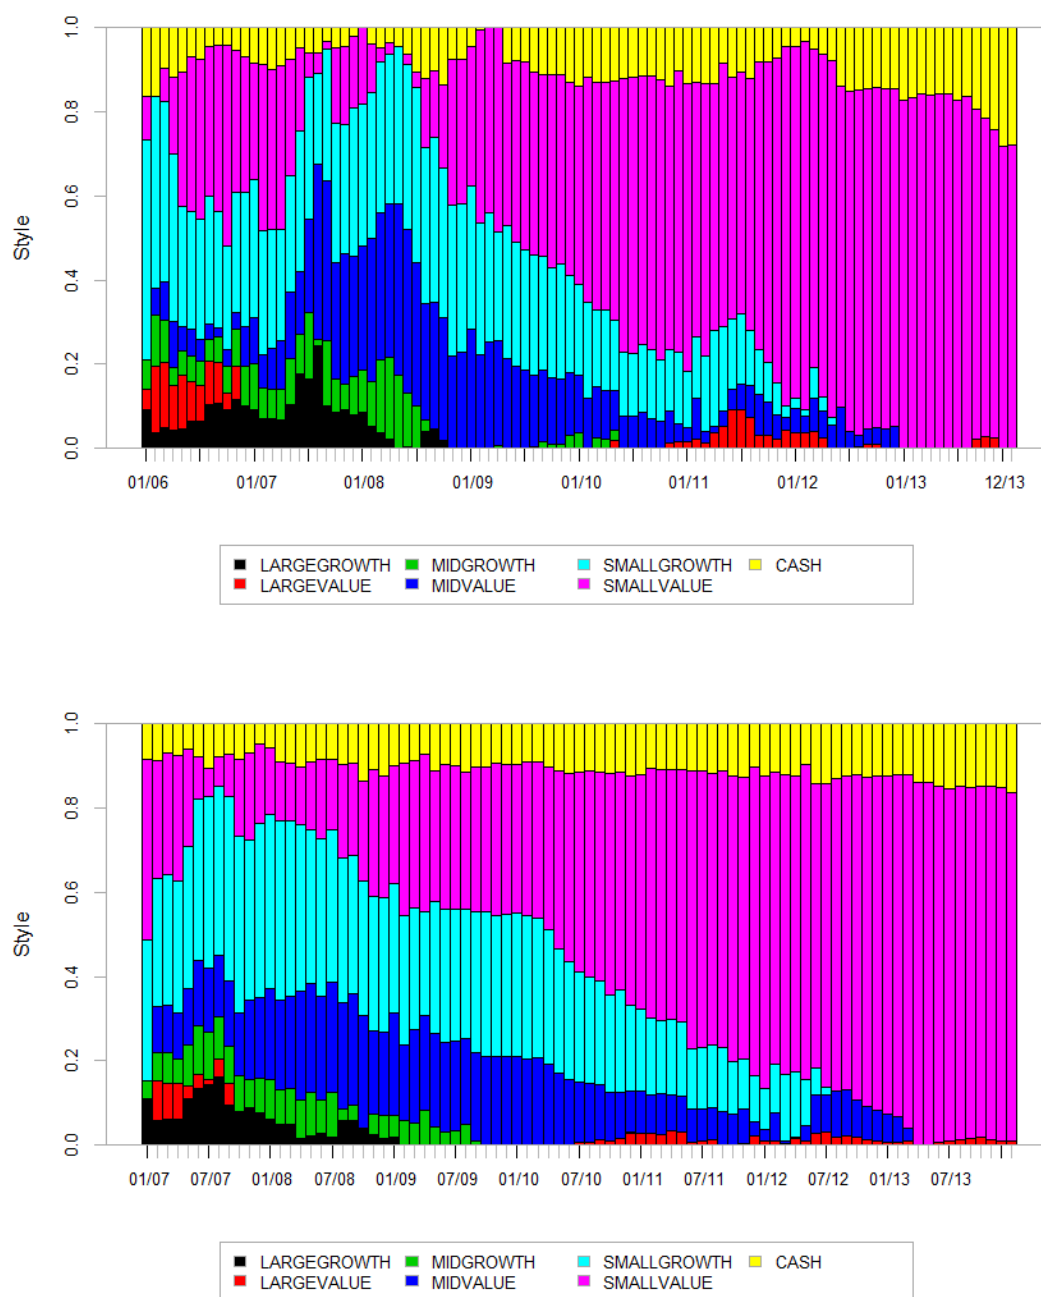 1.0
0.8
0.6
0.4
0.2
0.0
Style
01/06 01/07 01/08 01/09 01/10 01/11 01/12 01/13 12/13
LARGEGROWTH MIDGROWTH SMALLGROWTH CASH
LARGEVALUE MIDVALUE SMALLVALUE
1.0
0.8
0.6
0.4
0.2
0.0
Style
01/07 07/07 01/08 07/08 01/09 07/09 01/10 07/10 01/11 07/11 01/12 07/12 01/13 07/13
LARGEGROWTH MIDGROWTH SMALLGROWTH CASH
LARGEVALUE MIDVALUE SMALLVALUE